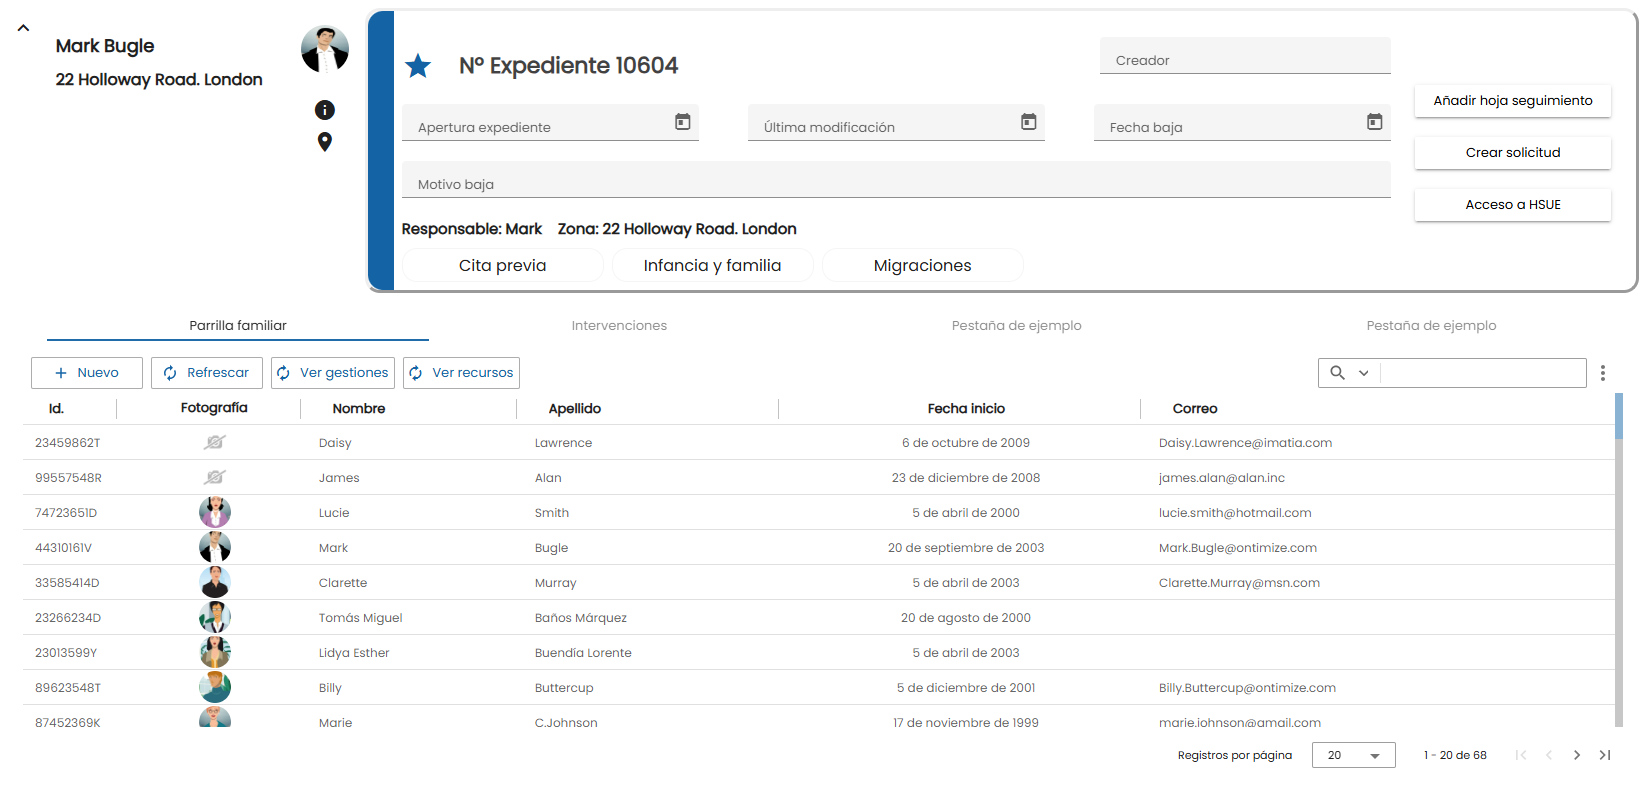 Mark Bugle
22 Holloway Road. London
Nº Expediente 10604
Creador
Apertura expediente
Última modificación
Fecha baja
Motivo baja
Responsable: Mark Zona: 22 Holloway Road. London
Cita previa
Infancia y familia
Migraciones
Añadir hoja seguimiento
Crear solicitud
Acceso a HSUE
Parrilla familiar Intervenciones Pestaña de ejemplo Pestaña de ejemplo
Nuevo Refrescar Ver gestiones Ver recursos
Id. Fotografía Nombre Apellido Fecha inicio Correo
23459862T Daisy Lawrence 6 de octubre de 2009 Daisy.Lawrence@imatia.com
99557548R James Alan 23 de diciembre de 2008 james.alan@alan.inc
74723651D Lucie Smith 5 de abril de 2000 lucie.smith@hotmail.com
44310161V Mark Bugle 20 de septiembre de 2003 Mark.Bugle@ontimize.com
33585414D Clarette Murray 5 de abril de 2003 Clarette.Murray@msn.com
23266234D Tomás Miguel Baños Márquez 20 de agosto de 2000
23013599Y Lidya Esther Buendía Lorente 5 de abril de 2003
89623548T Billy Buttercup 5 de diciembre de 2001 Billy.Buttercup@ontimize.com
87452369K Marie C.Johnson 17 de noviembre de 1999 marie.johnson@gmail.com
Registros por página 20 1 - 20 de 68